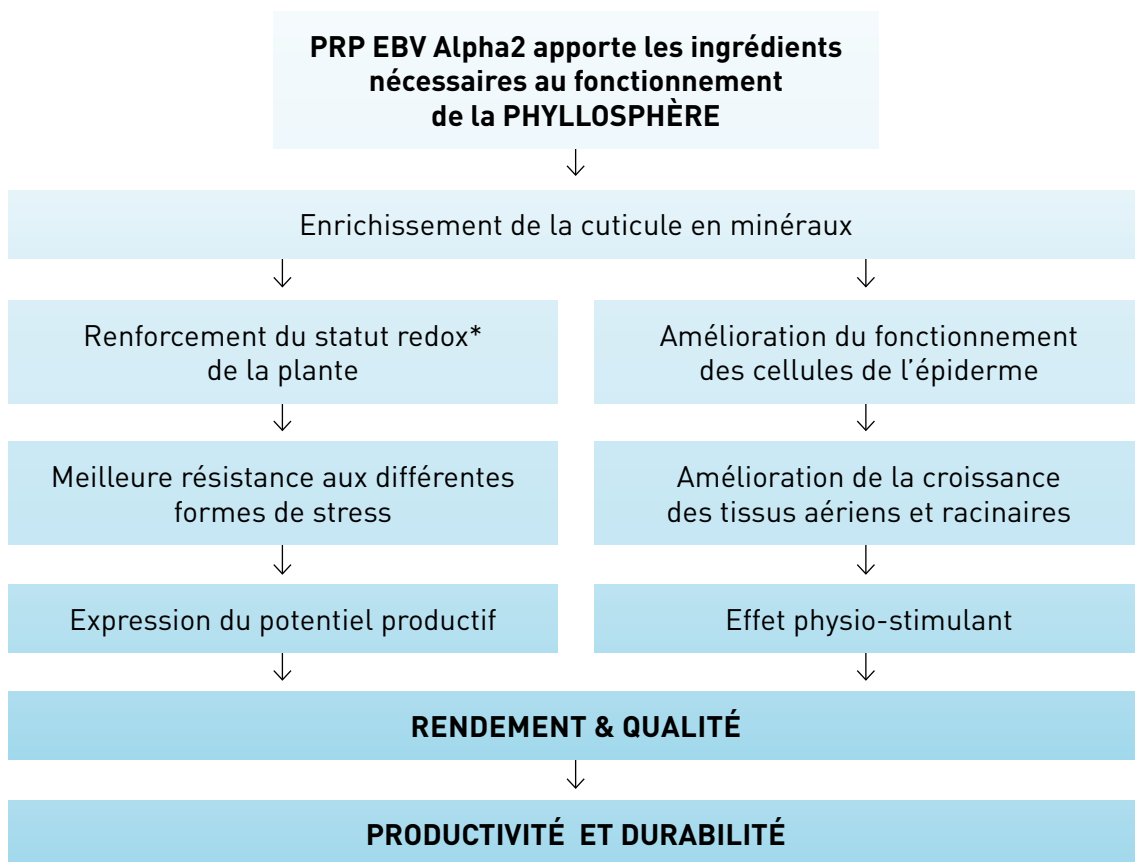 PRP EBV Alpha2 apporte les ingrédients
nécessaires au fonctionnement
de la PHYLLOSPHÈRE
Enrichissement de la cuticule en minéraux
Renforcement du statut redox*
de la plante
Amélioration du fonctionnement
des cellules de l’épiderme
Meilleure résistance aux différentes
formes de stress
Amélioration de la croissance
des tissus aériens et racinaires
Expression du potentiel productif
Effet physio-stimulant
RENDEMENT & QUALITÉ
PRODUCTIVITÉ ET DURABILITÉ